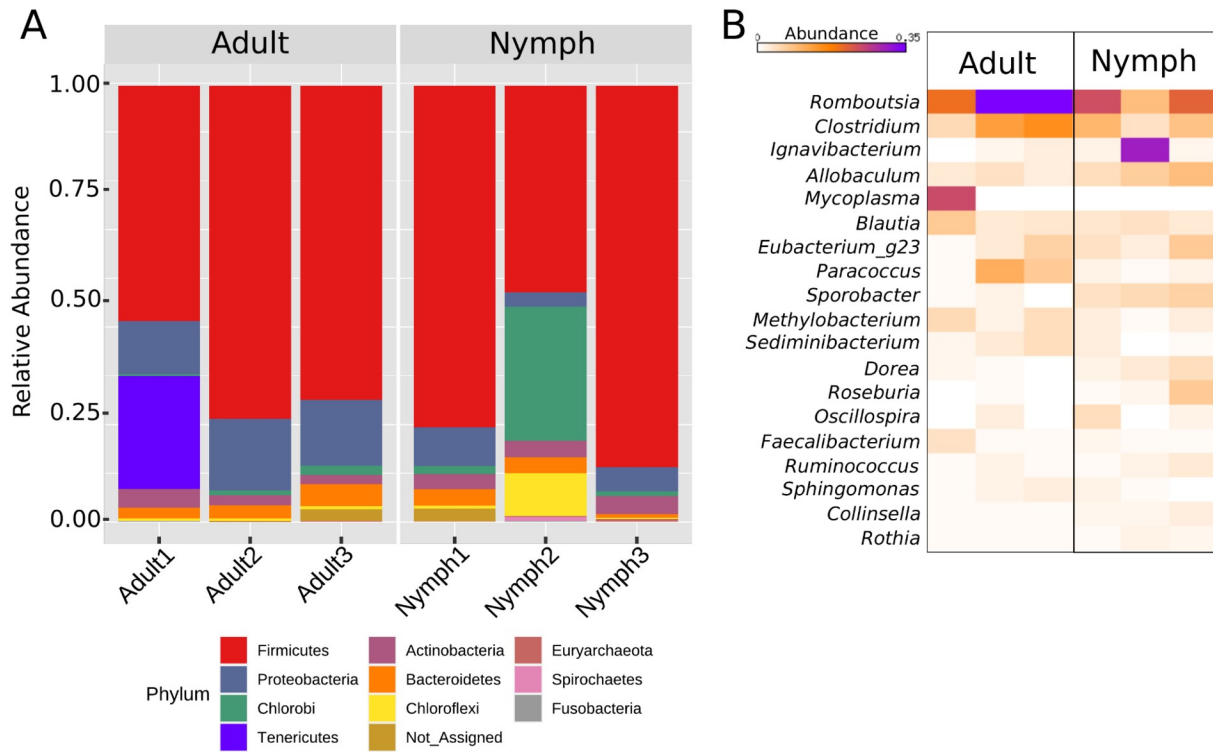 A
Adult
Nymph
1.00
0.75
0.50
0.25
0.00
Relative Abundance
Adult1
Adult2
Adult3
Nymph1
Nymph2
Nymph3
Phylum
Firmicutes
Proteobacteria
Chlorobi
Tenericutes
Actinobacteria
Bacteroidetes
Chloroflexi
Not_Assigned
Euryarchaeota
Spirochaetes
Fusobacteria
B
Abundance
0
0.35
Adult
Nymph
Romboutsia
Clostridium
Ignavibacterium
Allobaculum
Mycoplasma
Blautia
Eubacterium_g23
Paracoccus
Sporobacter
Methylobacterium
Sediminibacterium
Dorea
Roseburia
Oscillospira
Faecalibacterium
Ruminococcus
Sphingomonas
Collinsella
Rothia